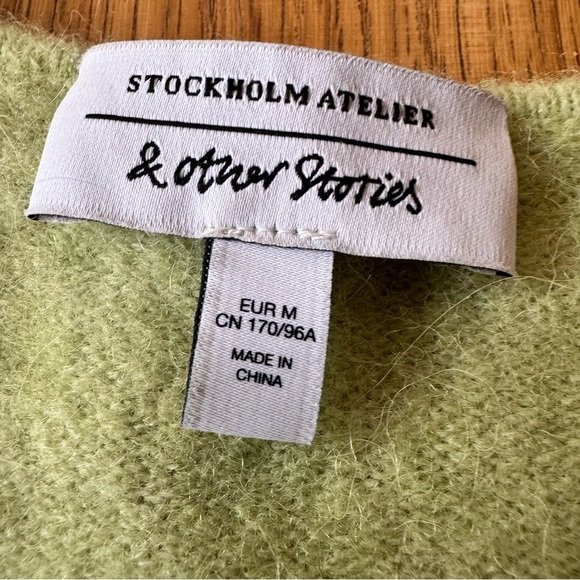 STOCKHOLM ATELIER
& other Stories
EUR M
CN 170/96A
MADE IN
CHINA